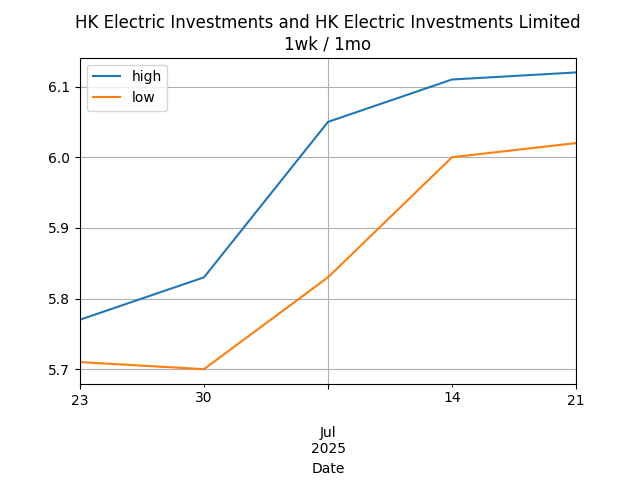 HK Electric Investments and HK Electric Investments Limited
1wk / 1mo
high
low
6.1
6.0
5.9
5.8
5.7
23
30
14
21
Jul
2025
Date